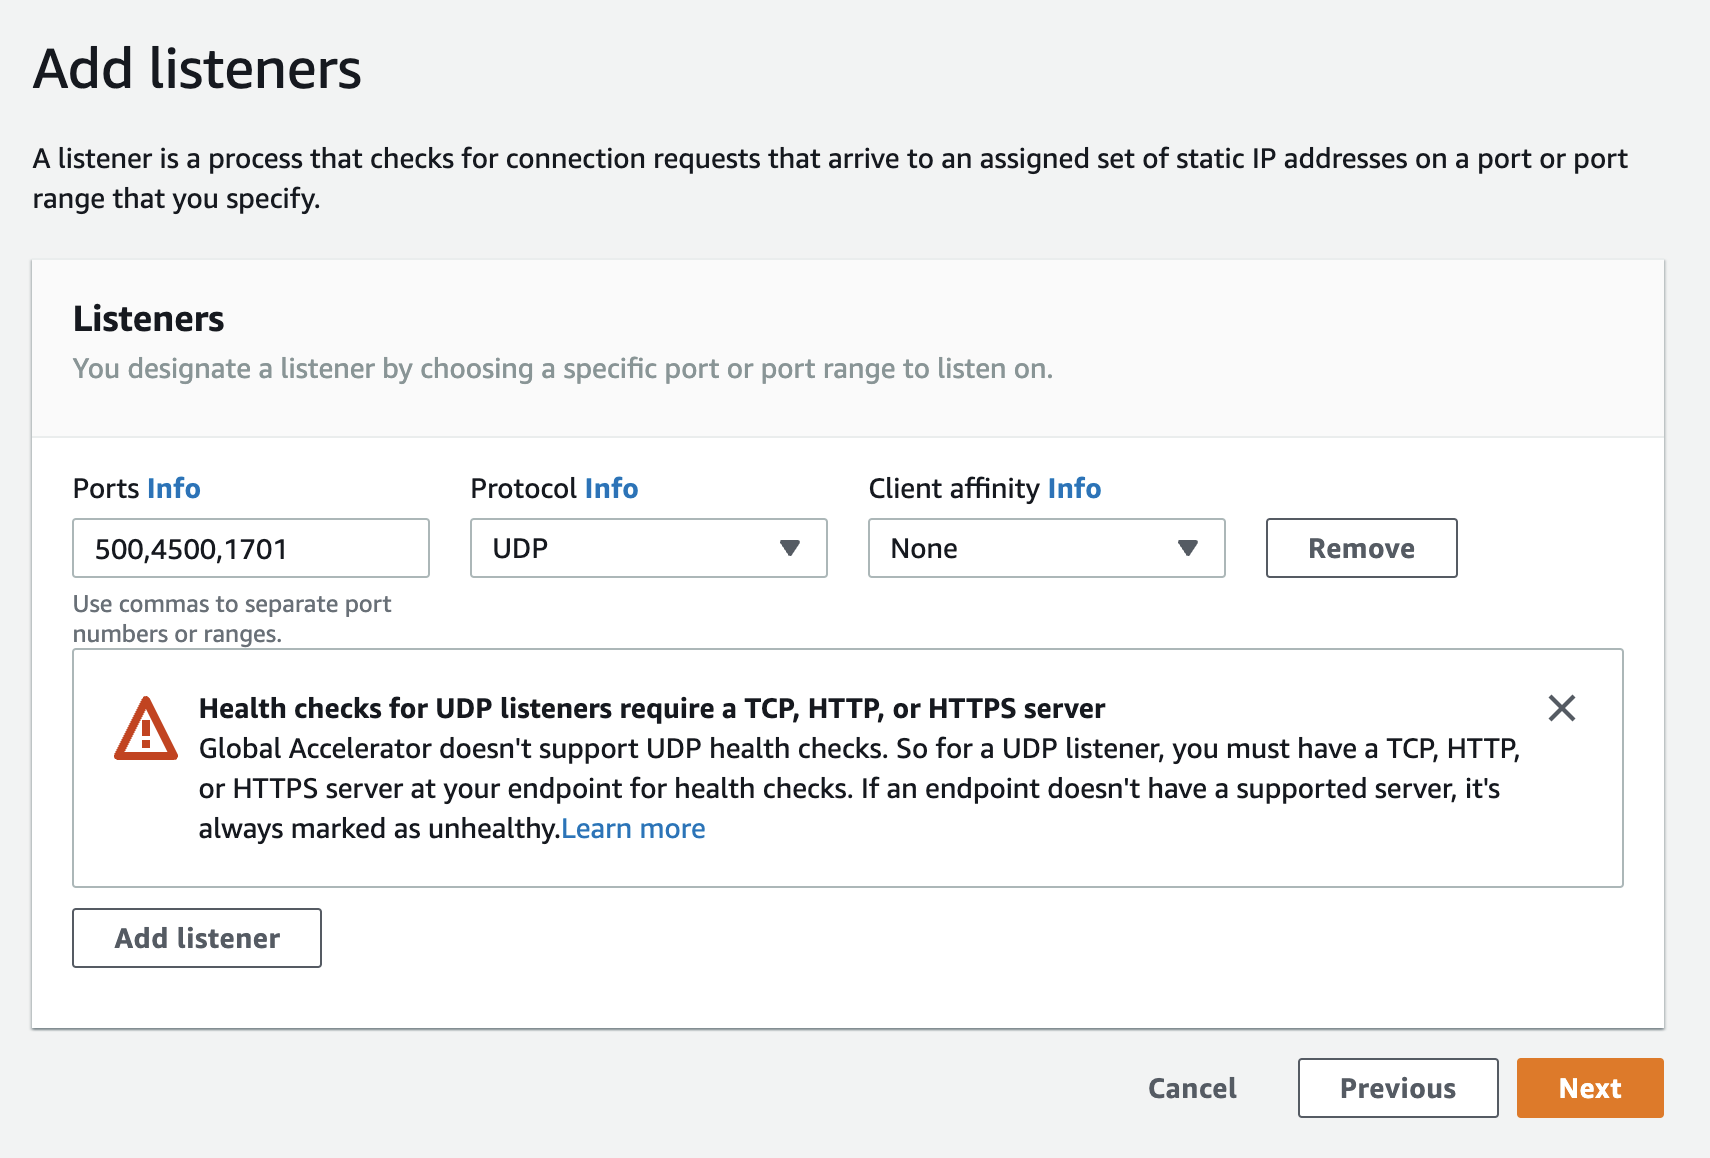 Add listeners
A listener is a process that checks for connection requests that arrive to an assigned set of static IP addresses on a port or port
range that you specify.
Listeners
You designate a listener by choosing a specific port or port range to listen on.
Ports Info
Protocol Info
Client affinity Info
500,4500,1701
UDP
None
Remove
Use commas to separate port
numbers or ranges.
Health checks for UDP listeners require a TCP, HTTP, or HTTPS server
Global Accelerator doesn't support UDP health checks. So for a UDP listener, you must have a TCP, HTTP,
or HTTPS server at your endpoint for health checks. If an endpoint doesn't have a supported server, it's
always marked as unhealthy.Learn more
Add listener
Cancel
Previous
Next